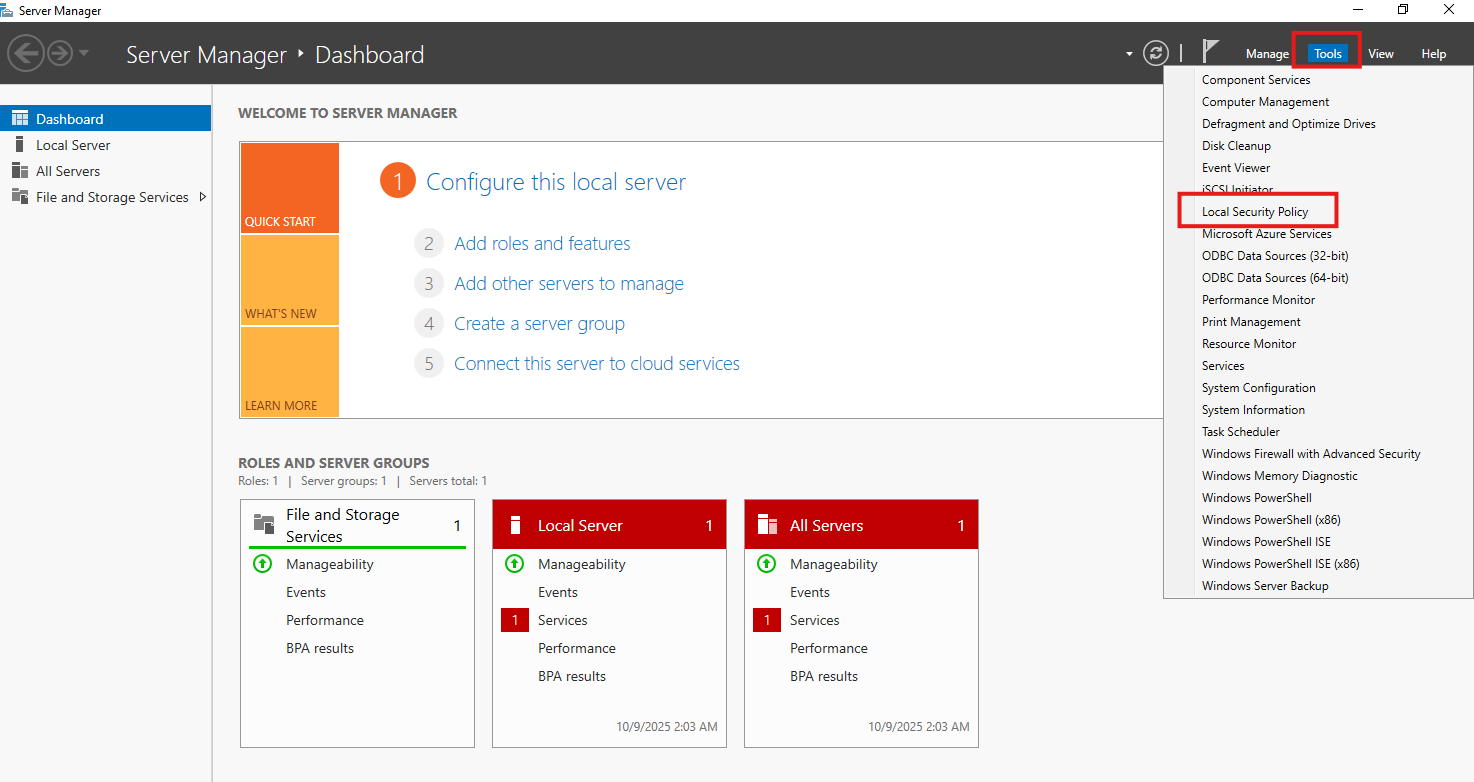 Server Manager
Server Manager ‣ Dashboard
Manage Tools View Help
Dashboard
Local Server
All Servers
File and Storage Services
WELCOME TO SERVER MANAGER
QUICK START
WHAT'S NEW
LEARN MORE
1 Configure this local server
2 Add roles and features
3 Add other servers to manage
4 Create a server group
5 Connect this server to cloud services
ROLES AND SERVER GROUPS
Roles: 1 | Server groups: 1 | Servers total: 1
File and Storage
Services 1
Manageability
Events
Performance
BPA results
Local Server 1
Manageability
Events
1 Services
Performance
BPA results
10/9/2025 2:03 AM
All Servers 1
Manageability
Events
1 Services
Performance
BPA results
10/9/2025 2:03 AM
Component Services
Computer Management
Defragment and Optimize Drives
Disk Cleanup
Event Viewer
iSCSI Initiator
Local Security Policy
Microsoft Azure Services
ODBC Data Sources (32-bit)
ODBC Data Sources (64-bit)
Performance Monitor
Print Management
Resource Monitor
Services
System Configuration
System Information
Task Scheduler
Windows Firewall with Advanced Security
Windows Memory Diagnostic
Windows PowerShell
Windows PowerShell (x86)
Windows PowerShell ISE
Windows PowerShell ISE (x86)
Windows Server Backup